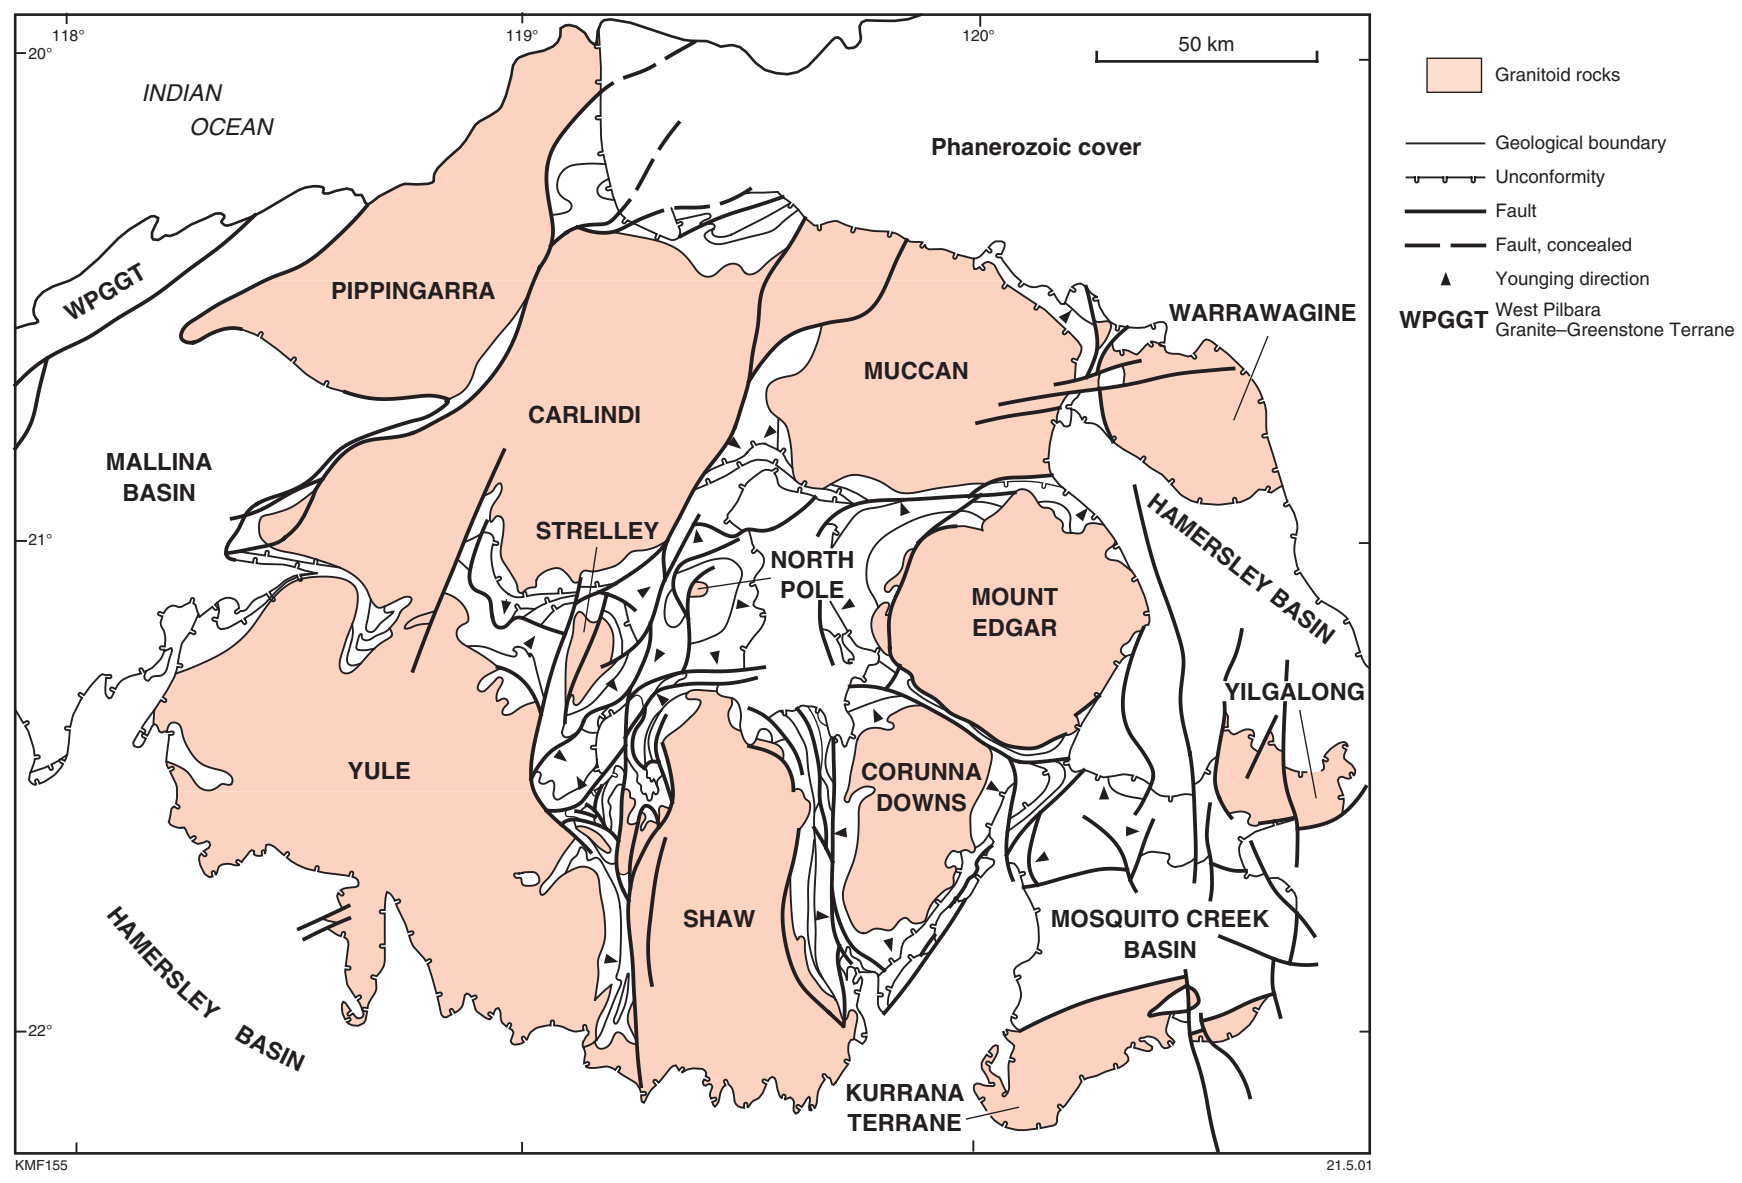 118°
119°
120°
20°
50 km
INDIAN
OCEAN
Phanerozoic cover
WPGGT
PIPPINGARRA
WARRAWAGINE
MUCCAN
CARLINDI
MALLINA
BASIN
STRELLEY
21°
NORTH
POLE
HAMERSLEY BASIN
MOUNT
EDGAR
YILGALONG
YULE
CORUNNA
DOWNS
SHAW
MOSQUITO CREEK
BASIN
HAMERSLEY BASIN
22°
KURRANA
TERRANE
KMF155
21.5.01
Granitoid rocks
Geological boundary
Unconformity
Fault
Fault, concealed
Younging direction
WPGGT West Pilbara
Granite–Greenstone Terrane